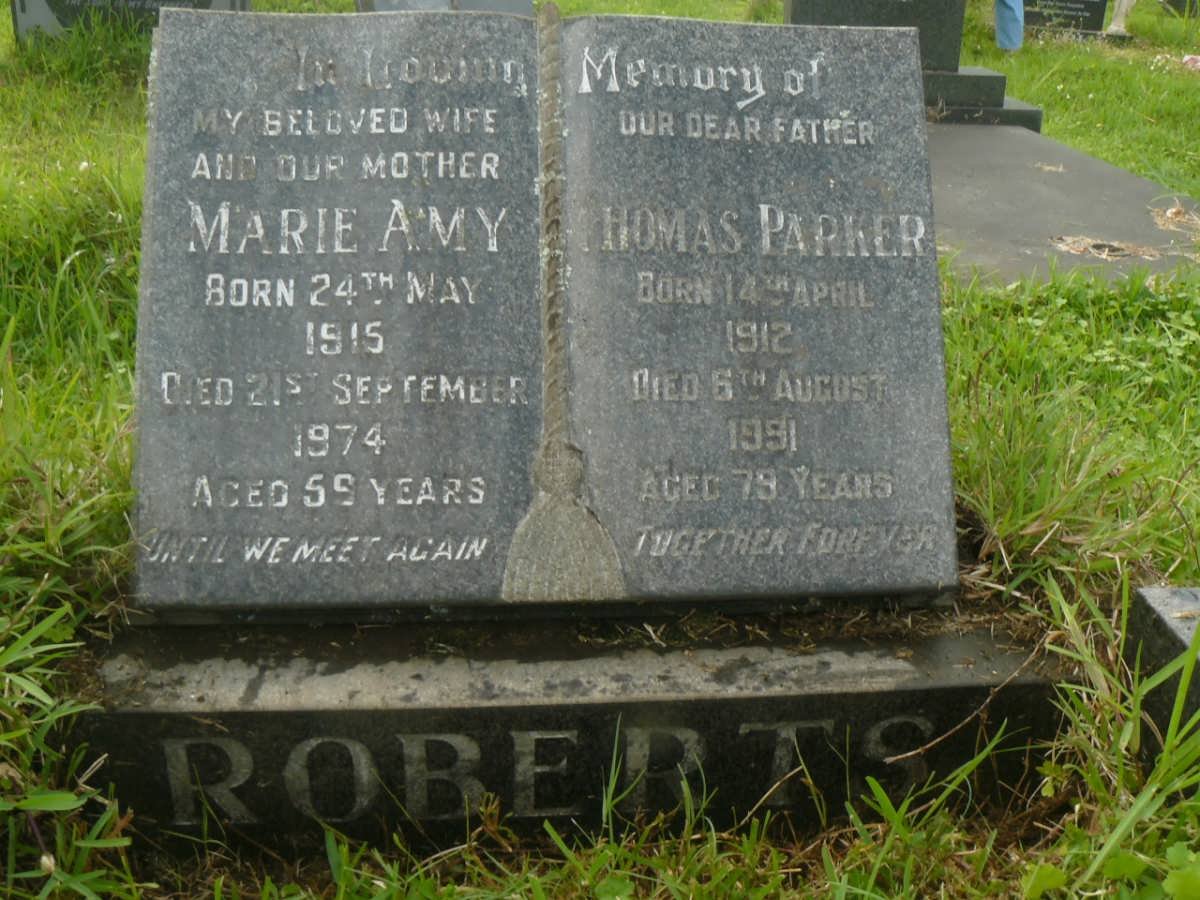 In Loving
MY BELOVED WIFE
AND OUR MOTHER
MARIE AMY
BORN 24TH MAY
1915
DIED 21ST SEPTEMBER
1974
AGED 59 YEARS
UNTIL WE MEET AGAIN
Memory of
OUR DEAR FATHER
THOMAS PARKER
BORN 14TH APRIL
1912
DIED 6TH AUGUST
1991
AGED 79 YEARS
TOGETHER FOREVER
ROBERTS